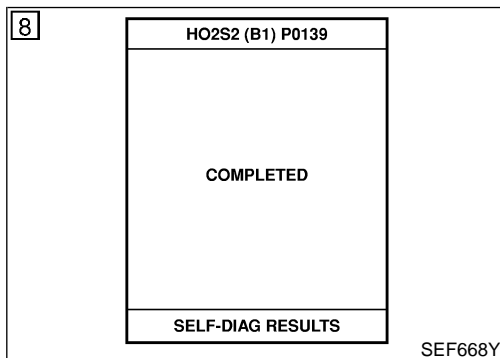 8
HO2S2 (B1) P0139
COMPLETED
SELF-DIAG RESULTS
SEF668Y